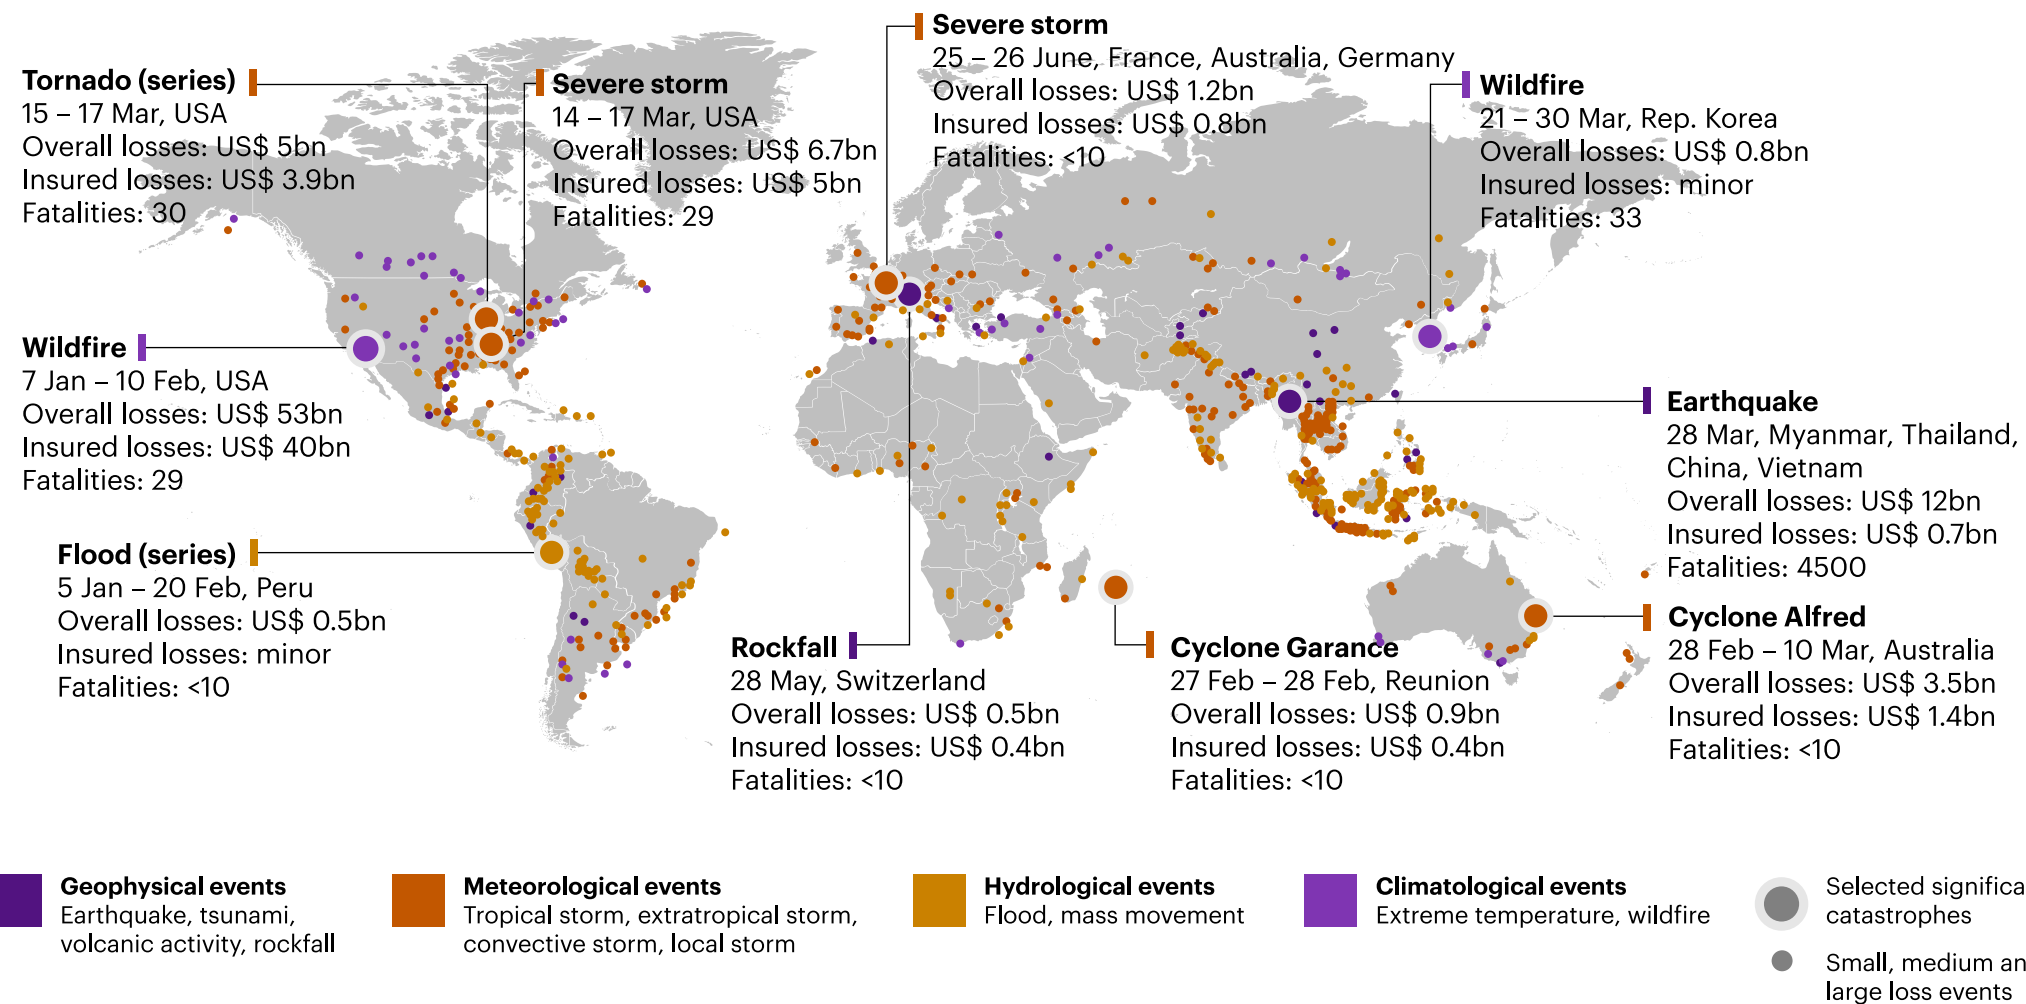 Severe storm
25 – 26 June, France, Australia, Germany
Overall losses: US$ 1.2bn
Insured losses: US$ 0.8bn
Fatalities: <10
Tornado (series)
15 – 17 Mar, USA
Overall losses: US$ 5bn
Insured losses: US$ 3.9bn
Fatalities: 30
Severe storm
14 – 17 Mar, USA
Overall losses: US$ 6.7bn
Insured losses: US$ 5bn
Fatalities: 29
Wildfire
21 – 30 Mar, Rep. Korea
Overall losses: US$ 0.8bn
Insured losses: minor
Fatalities: 33
Wildfire
7 Jan – 10 Feb, USA
Overall losses: US$ 53bn
Insured losses: US$ 40bn
Fatalities: 29
Earthquake
28 Mar, Myanmar, Thailand,
China, Vietnam
Overall losses: US$ 12bn
Insured losses: US$ 0.7bn
Fatalities: 4500
Flood (series)
5 Jan – 20 Feb, Peru
Overall losses: US$ 0.5bn
Insured losses: minor
Fatalities: <10
Rockfall
28 May, Switzerland
Overall losses: US$ 0.5bn
Insured losses: US$ 0.4bn
Fatalities: <10
Cyclone Garance
27 Feb – 28 Feb, Reunion
Overall losses: US$ 0.9bn
Insured losses: US$ 0.4bn
Fatalities: <10
Cyclone Alfred
28 Feb – 10 Mar, Australia
Overall losses: US$ 3.5bn
Insured losses: US$ 1.4bn
Fatalities: <10
Geophysical events
Earthquake, tsunami,
volcanic activity, rockfall
Meteorological events
Tropical storm, extratropical storm,
convective storm, local storm
Hydrological events
Flood, mass movement
Climatological events
Extreme temperature, wildfire
Selected significa
catastrophes
Small, medium an
large loss events